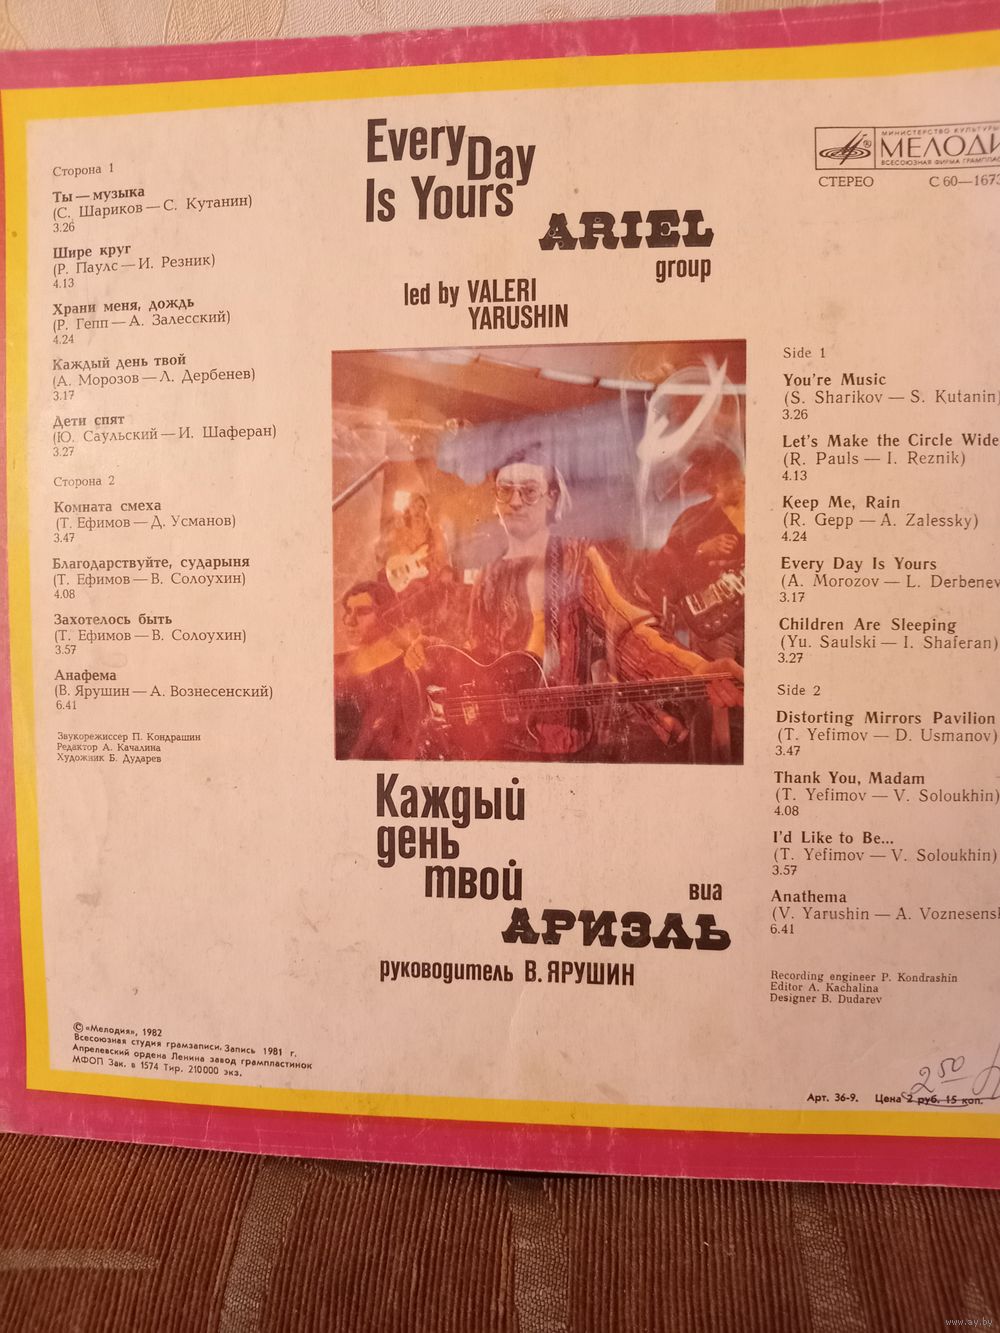 Every Day
Is Yours
ARIEL
group
led by VALERI
YARUSHIN
МИНИСТЕРСТВО КУЛЬТУРЫ
МЕЛОДИ
ВСЕСОЮЗНАЯ ФИРМА ГРАМПЛАС
СТЕРЕО С 60—1673
Сторона 1
Ты — музыка
(С. Шариков — С. Кутанин)
3.26
Шире круг
(Р. Паулс — И. Резник)
4.13
Храни меня, дождь
(Р. Гепп — А. Залесский)
4.24
Каждый день твой
(А. Морозов — Л. Дербенев)
3.17
Дети спят
(Ю. Саульский — И. Шаферан)
3.27
Сторона 2
Комната смеха
(Т. Ефимов — Д. Усманов)
3.47
Благодарствуйте, сударыня
(Т. Ефимов — В. Солоухин)
4.08
Захотелось быть
(Т. Ефимов — В. Солоухин)
3.57
Анафема
(В. Ярушин — А. Вознесенский)
6.41
Звукорежиссер П. Кондрашин
Редактор А. Качалина
Художник Б. Дударев
Side 1
You're Music
(S. Sharikov — S. Kutanin)
3.26
Let's Make the Circle Wide
(R. Pauls — I. Reznik)
4.13
Keep Me, Rain
(R. Gepp — A. Zalessky)
4.24
Every Day Is Yours
(A. Morozov — L. Derbenev
3.17
Children Are Sleeping
(Yu. Saulski — I. Shaferan)
3.27
Side 2
Distorting Mirrors Pavilion
(T. Yefimov — D. Usmanov)
3.47
Thank You, Madam
(T. Yefimov — V. Soloukhin)
4.08
I'd Like to Be...
(T. Yefimov — V. Soloukhin)
3.57
Anathema
(V. Yarushin — A. Voznesensk
6.41
Recording engineer P. Kondrashin
Editor A. Kachalina
Designer B. Dudarev
Каждый
день
твой
виа
АРИЭЛЬ
руководитель В. ЯРУШИН
© «Мелодия», 1982
Всесоюзная студия грамзаписи. Запись 1981 г.
Апрелевский ордена Ленина завод грампластинок
МФОП Зак. в 1574 Тир. 210000 экз.
2 50
Арт. 36-9. Цена 2 руб. 15 коп.
www.ay.by